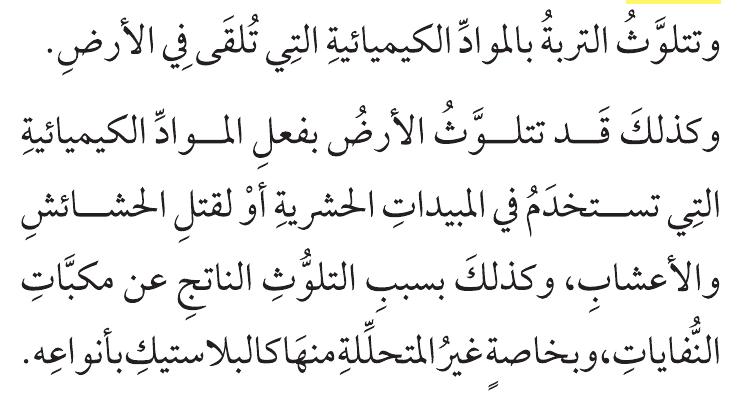 وتتلوَّثُ التربةُ بالموادِّ الكيميائيةِ التِي تُلقَى فِي الأرضِ.
وكذلكَ قَد تتلوَّثُ الأرضُ بفعلِ الموادِّ الكيميائيةِ
التِي تستخدَمُ في المبيداتِ الحشريةِ أوْ لقتلِ الحشائشِ
والأعشابِ، وكذلكَ بسببِ التلوُّثِ الناتجِ عن مكبَّاتِ
النُّفاياتِ،وبخاصةٍ غيرُ المتحلِّلةِ منهَا كالبلاستيكِ بأنواعِه.